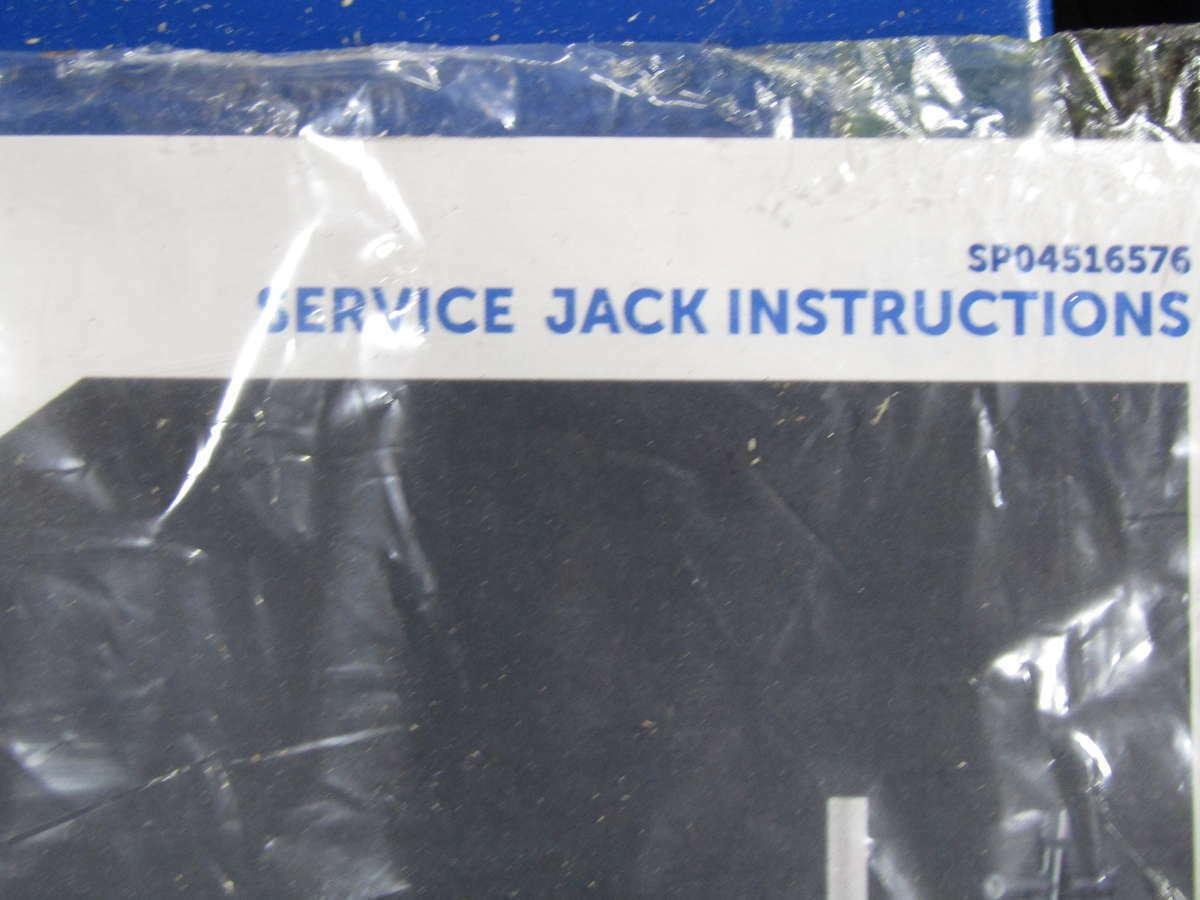 SP04516576
SERVICE JACK INSTRUCTIONS